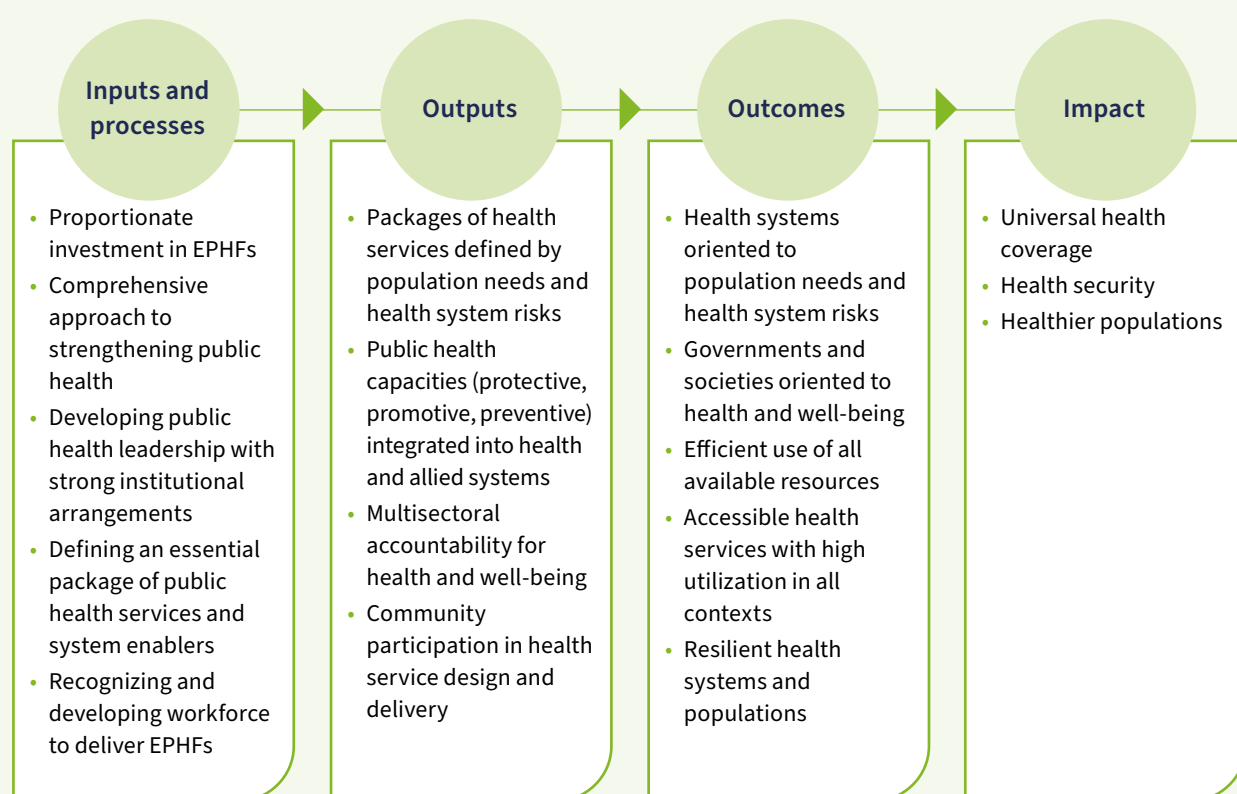 Inputs and
processes
• Proportionate
investment in EPHFs
• Comprehensive
approach to
strengthening public
health
• Developing public
health leadership with
strong institutional
arrangements
• Defining an essential
package of public
health services and
system enablers
• Recognizing and
developing workforce
to deliver EPHFs
Outputs
• Packages of health
services defined by
population needs and
health system risks
• Public health
capacities (protective,
promotive, preventive)
integrated into health
and allied systems
• Multisectoral
accountability for
health and well-being
• Community
participation in health
service design and
delivery
Outcomes
• Health systems
oriented to
population needs and
health system risks
• Governments and
societies oriented to
health and well-being
• Efficient use of all
available resources
• Accessible health
services with high
utilization in all
contexts
• Resilient health
systems and
populations
Impact
• Universal health
coverage
• Health security
• Healthier populations